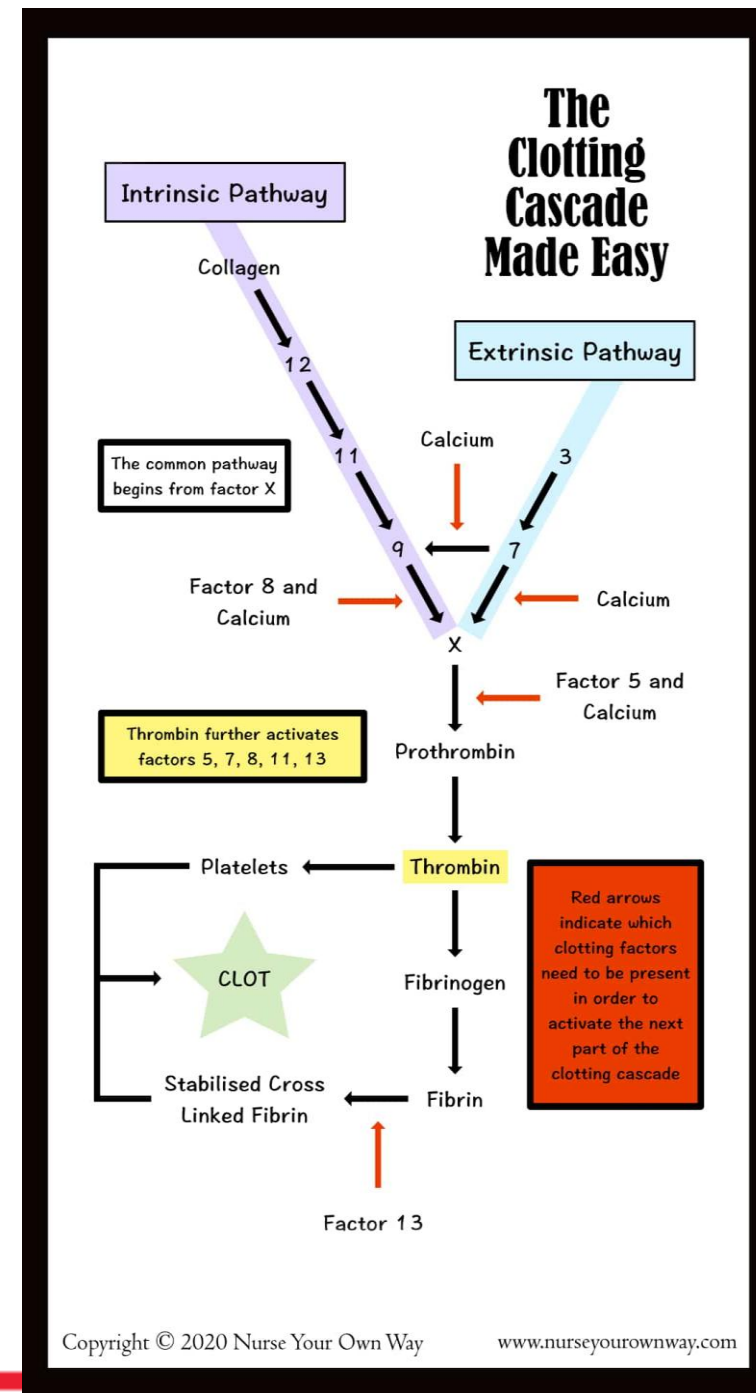 The
Clotting
Cascade
Made Easy
Intrinsic Pathway
Collagen
12
11
9
Extrinsic Pathway
3
7
Calcium
The common pathway
begins from factor X
Factor 8 and
Calcium
Calcium
X
Factor 5 and
Calcium
Thrombin further activates
factors 5, 7, 8, 11, 13
Prothrombin
Platelets
Thrombin
CLOT
Fibrinogen
Red arrows
indicate which
clotting factors
need to be present
in order to
activate the next
part of the
clotting cascade
Stabilised Cross
Linked Fibrin
Fibrin
Factor 13
Copyright © 2020 Nurse Your Own Way
www.nurseyourownway.com